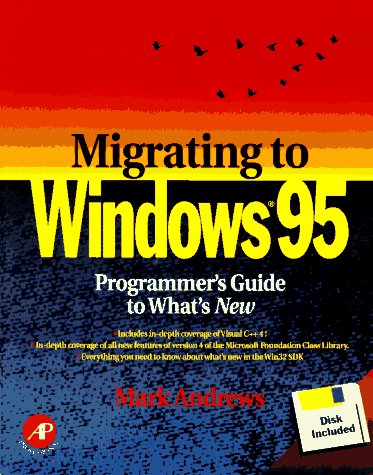 Migrating to
Windows® 95
Programmer's Guide
to What's New
• Includes in-depth coverage of Visual C++ 4!
• In-depth coverage of all new features of version 4 of the Microsoft Foundation Class Library.
• Everything you need to know about what's new in the Win32 SDK
Mark Andrews
AP
Disk
Included